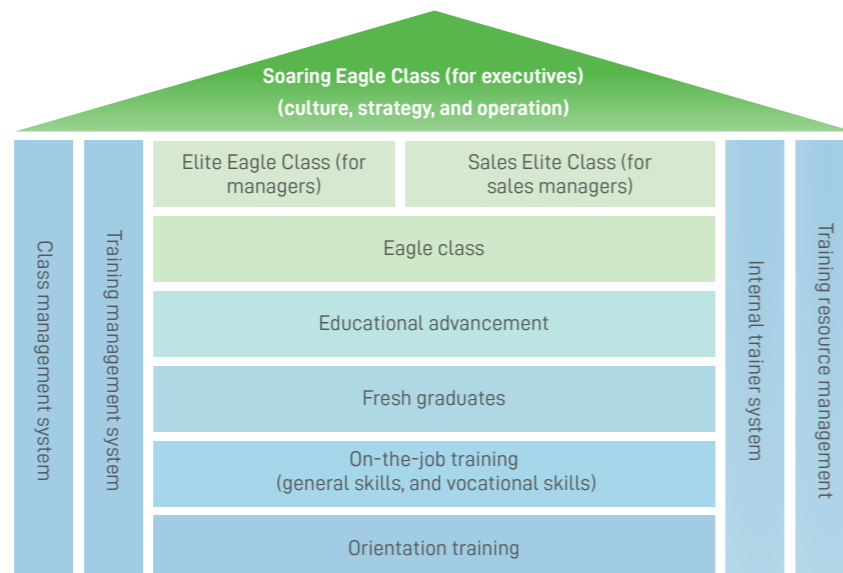 Soaring Eagle Class (for executives)
(culture, strategy, and operation)
Class management system
Training management system
Elite Eagle Class (for
managers)
Sales Elite Class (for
sales managers)
Eagle class
Educational advancement
Fresh graduates
On-the-job training
(general skills, and vocational skills)
Orientation training
Internal trainer system
Training resource management